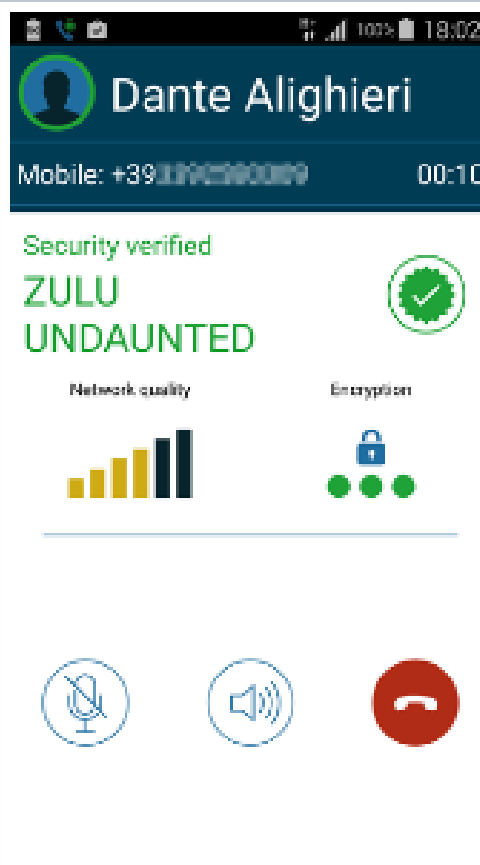 100% 18:02
Dante Alighieri
Mobile: +39
00:10
Security verified
ZULU
UNDAUNTED
Network quality
Encryption